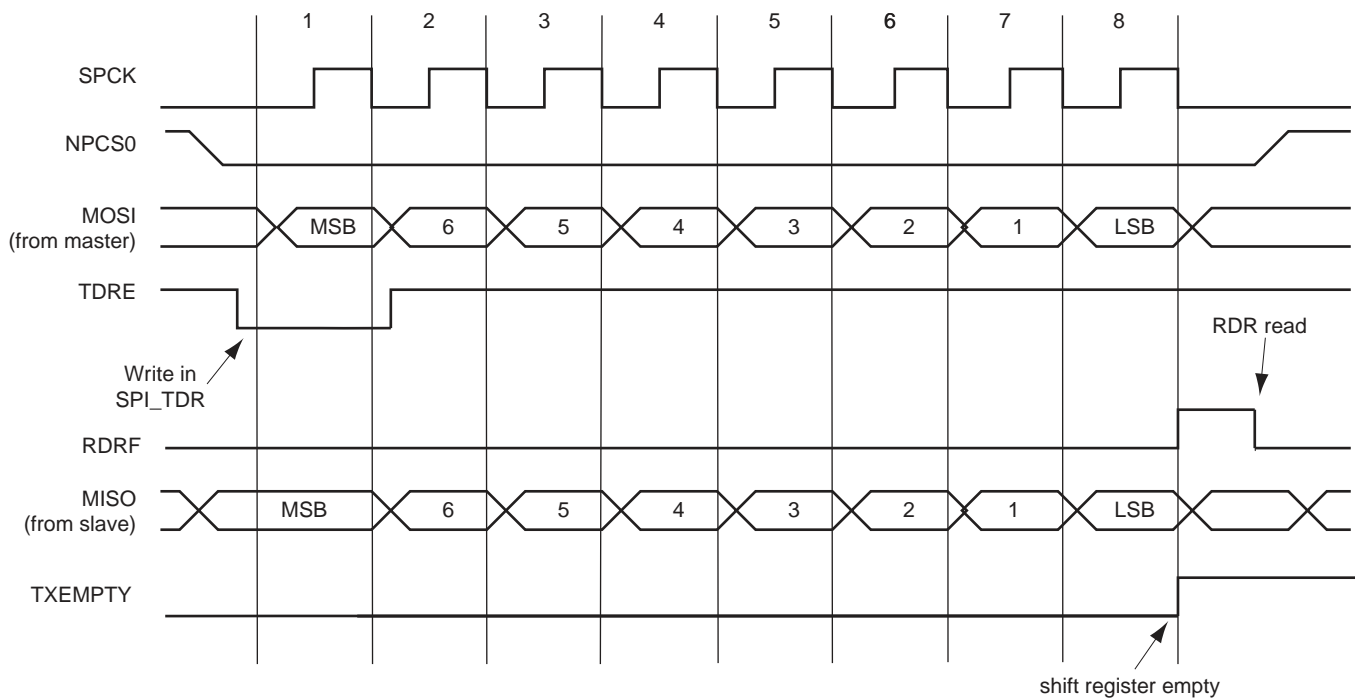 1 2 3 4 5 6 7 8
SPCK
NPCS0
MOSI
(from master)
MSB 6 5 4 3 2 1 LSB
TDRE
RDR read
Write in
SPI_TDR
RDRF
MISO
(from slave)
MSB 6 5 4 3 2 1 LSB
TXEMPTY
shift register empty